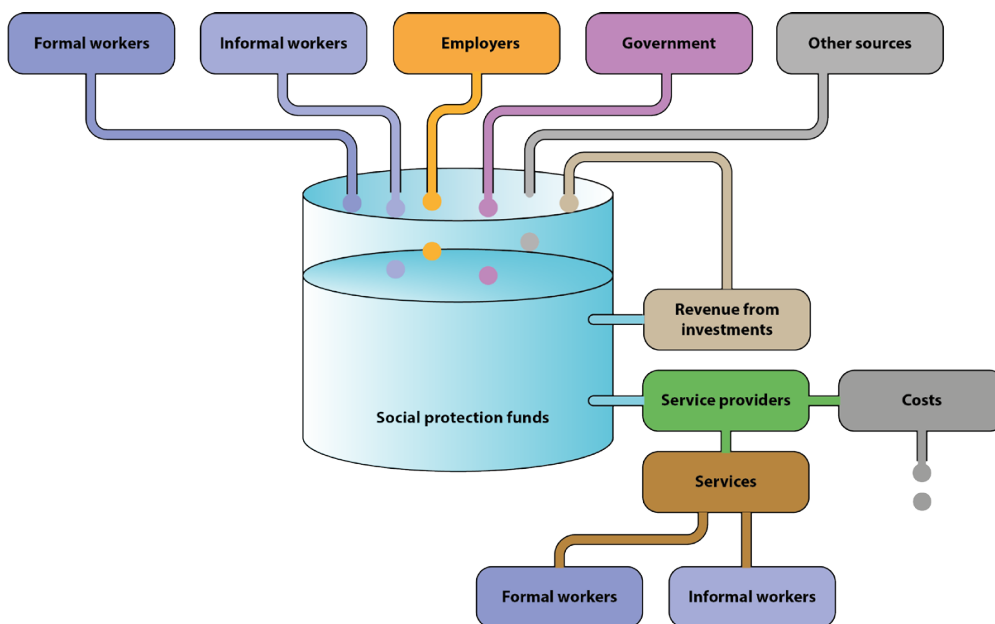 Formal workers
Informal workers
Employers
Government
Other sources
Revenue from
investments
Service providers
Costs
Social protection funds
Services
Formal workers
Informal workers